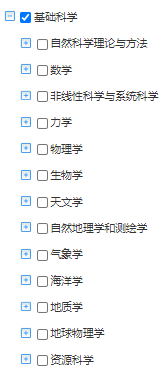 基础科学
自然科学理论与方法
数学
非线性科学与系统科学
力学
物理学
生物学
天文学
自然地理学和测绘学
气象学
海洋学
地质学
地球物理学
资源科学